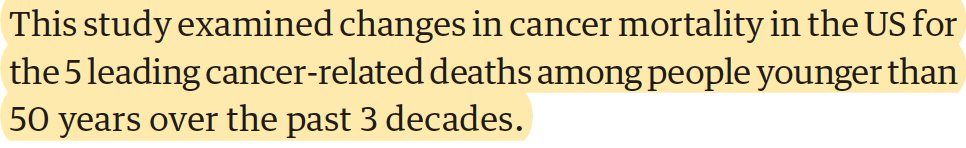 This study examined changes in cancer mortality in the US for
the 5 leading cancer-related deaths among people younger than
50 years over the past 3 decades.